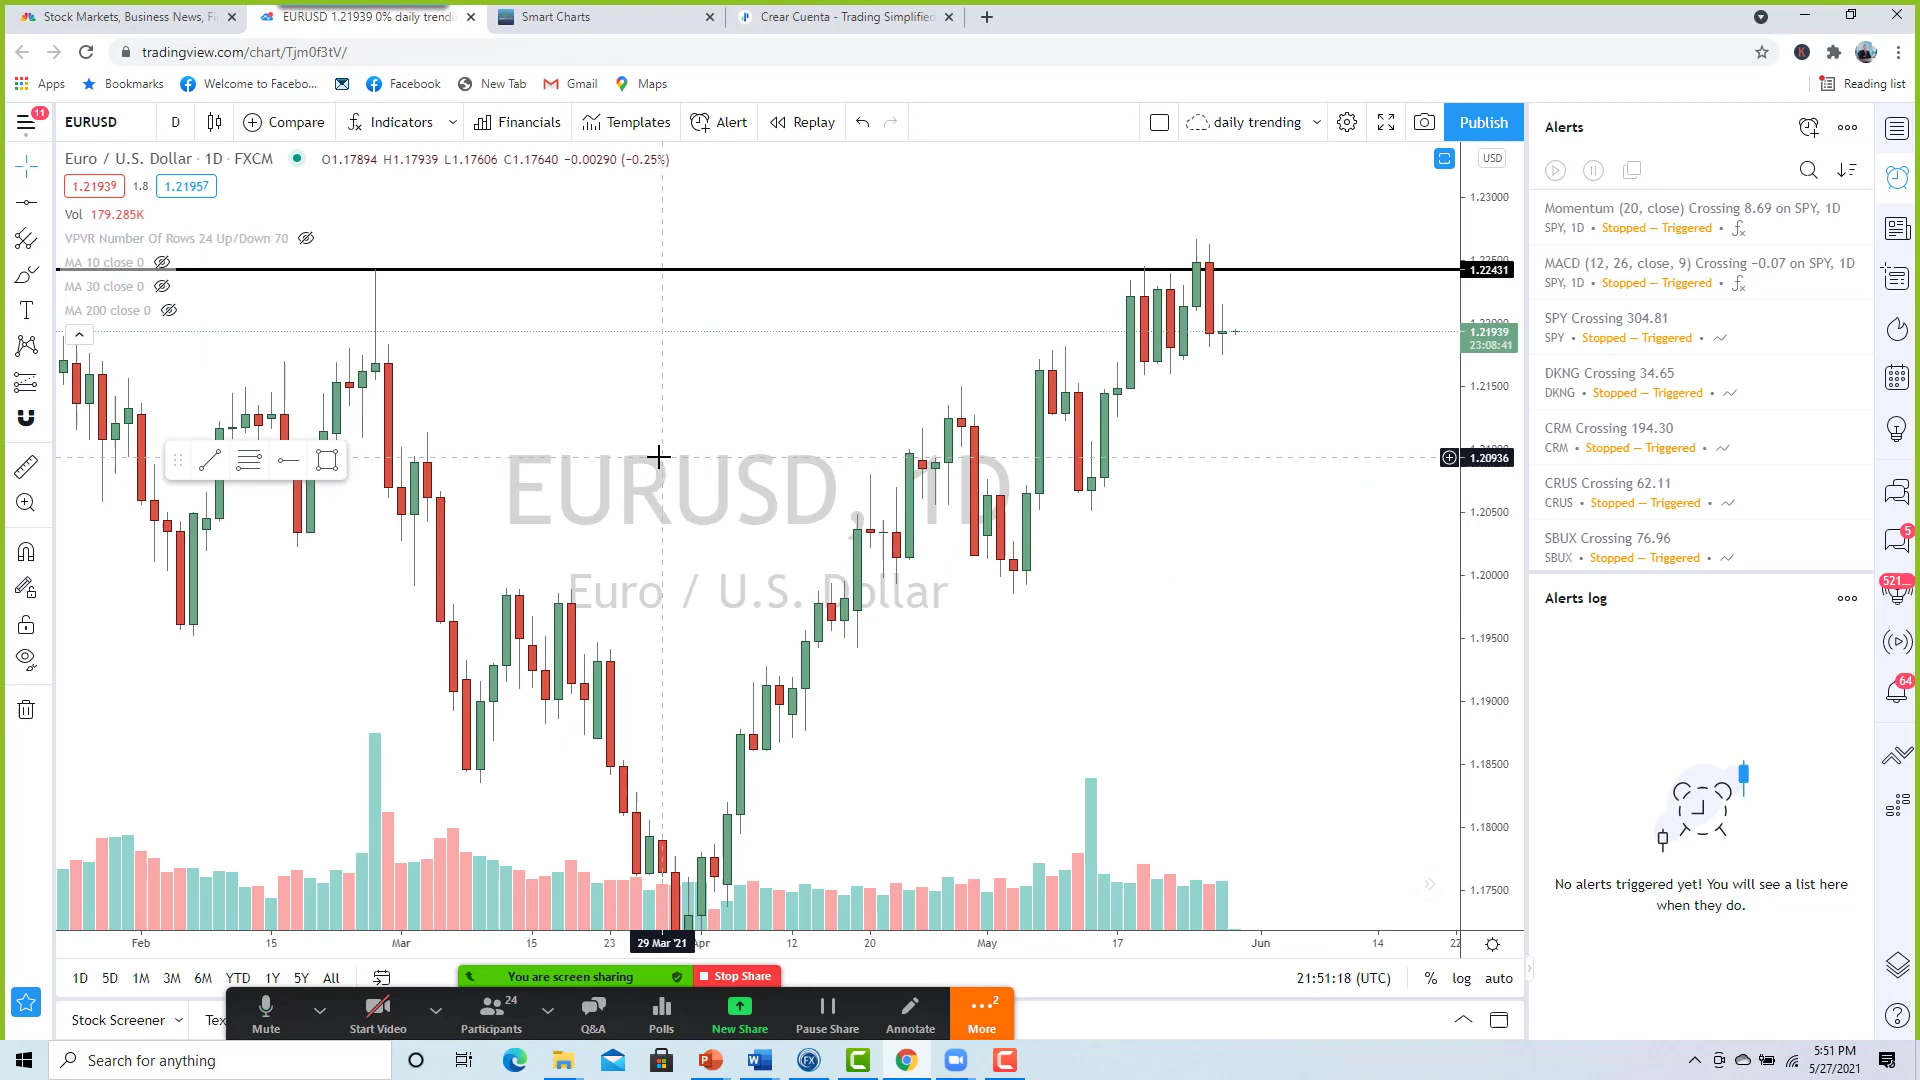 Stock Markets, Business News, Fi
EURUSD 1.21939 0% daily trendi
Smart Charts
Crear Cuenta - Trading Simplified
tradingview.com/chart/Tjm0f3tV/
K
Apps
Bookmarks
Welcome to Facebo...
Facebook
New Tab
Gmail
Maps
Reading list
11
EURUSD
D
Compare
Indicators
Financials
Templates
Alert
Replay
daily trending
Publish
Euro / U.S. Dollar · 1D · FXCM
O1.17894 H1.17939 L1.17606 C1.17640 −0.00290 (−0.25%)
1.21939
1.8
1.21957
Vol 179.285K
VPVR Number Of Rows 24 Up/Down 70
MA 10 close 0
MA 30 close 0
MA 200 close 0
EURUSD, 1D
Euro / U.S. Dollar
USD
1.23000
1.22431
1.21939
23:08:41
1.21500
1.20936
1.20500
1.20000
1.19500
1.19000
1.18500
1.18000
1.17500
Feb
15
Mar
15
23
29 Mar '21
Apr
12
20
May
17
Jun
14
22
1D
5D
1M
3M
6M
YTD
1Y
5Y
All
You are screen sharing
Stop Share
21:51:18 (UTC)
%
log
auto
Stock Screener
Tex
Mute
Start Video
24
Participants
Q&A
Polls
New Share
Pause Share
Annotate
2
More
Alerts
Momentum (20, close) Crossing 8.69 on SPY, 1D
SPY, 1D • Stopped — Triggered •
MACD (12, 26, close, 9) Crossing −0.07 on SPY, 1D
SPY, 1D • Stopped — Triggered •
SPY Crossing 304.81
SPY • Stopped — Triggered •
DKNG Crossing 34.65
DKNG • Stopped — Triggered •
CRM Crossing 194.30
CRM • Stopped — Triggered •
CRUS Crossing 62.11
CRUS • Stopped — Triggered •
SBUX Crossing 76.96
SBUX • Stopped — Triggered •
Alerts log
No alerts triggered yet! You will see a list here
when they do.
5
521...
64
Search for anything
5:51 PM
5/27/2021